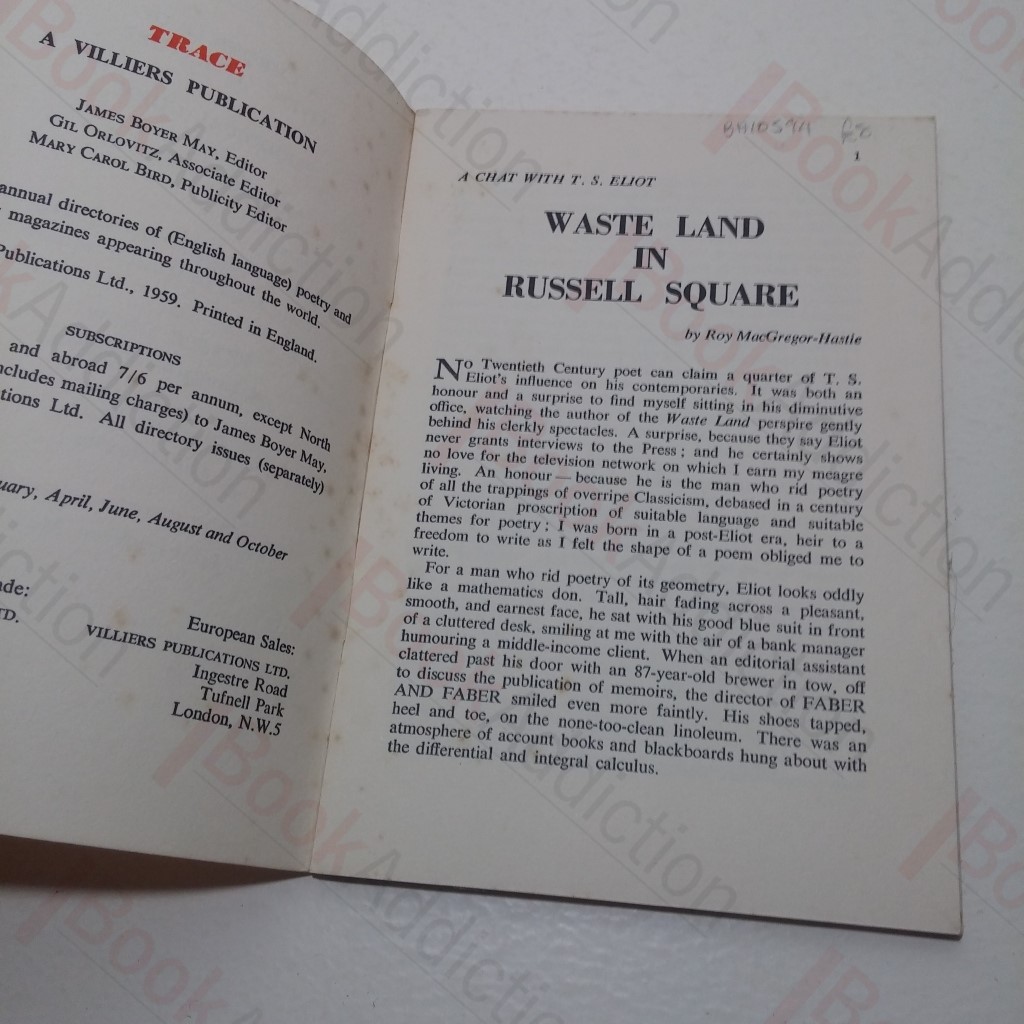 TRACE
A VILLIERS PUBLICATION
JAMES BOYER MAY, Editor
GIL ORLOVITZ, Associate Editor
MARY CAROL BIRD, Publicity Editor
annual directories of (English language) poetry and
magazines appearing throughout the world.
Publications Ltd., 1959. Printed in England.
SUBSCRIPTIONS
and abroad 7/6 per annum, except North
includes mailing charges) to James Boyer May,
tions Ltd. All directory issues (separately)
uary, April, June, August and October
de:
TD.
European Sales:
VILLIERS PUBLICATIONS LTD.
Ingestre Road
Tufnell Park
London, N.W.5
1
A CHAT WITH T. S. ELIOT
WASTE LAND
IN
RUSSELL SQUARE
by Roy MacGregor-Hastie
NO Twentieth Century poet can claim a quarter of T. S.
Eliot's influence on his contemporaries. It was both an
honour and a surprise to find myself sitting in his diminutive
office, watching the author of the Waste Land perspire gently
behind his clerkly spectacles. A surprise, because they say Eliot
never grants interviews to the Press; and he certainly shows
no love for the television network on which I earn my meagre
living. An honour — because he is the man who rid poetry
of all the trappings of overripe Classicism, debased in a century
of Victorian proscription of suitable language and suitable
themes for poetry; I was born in a post-Eliot era, heir to a
freedom to write as I felt the shape of a poem obliged me to
write.
For a man who rid poetry of its geometry, Eliot looks oddly
like a mathematics don. Tall, hair fading across a pleasant,
smooth, and earnest face, he sat with his good blue suit in front
of a cluttered desk, smiling at me with the air of a bank manager
humouring a middle-income client. When an editorial assistant
clattered past his door with an 87-year-old brewer in tow, off
to discuss the publication of memoirs, the director of FABER
AND FABER smiled even more faintly. His shoes tapped,
heel and toe, on the none-too-clean linoleum. There was an
atmosphere of account books and blackboards hung about with
the differential and integral calculus.
BookAddiction